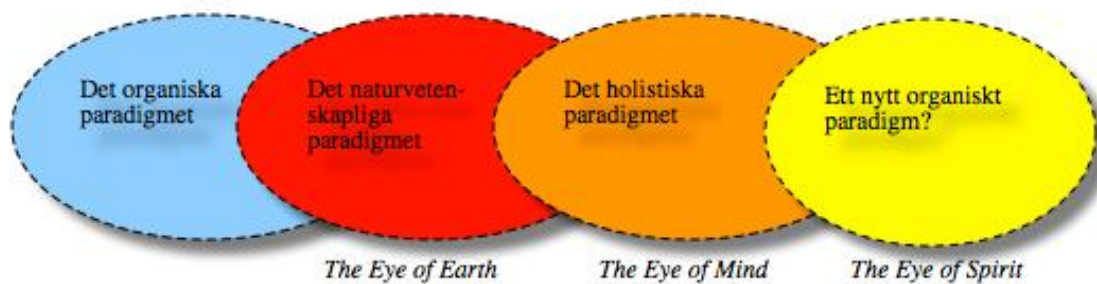 Det organiska
paradigmet
Det naturveten-
skapliga
paradigmet
Det holistiska
paradigmet
Ett nytt organiskt
paradigm?
The Eye of Earth
The Eye of Mind
The Eye of Spirit